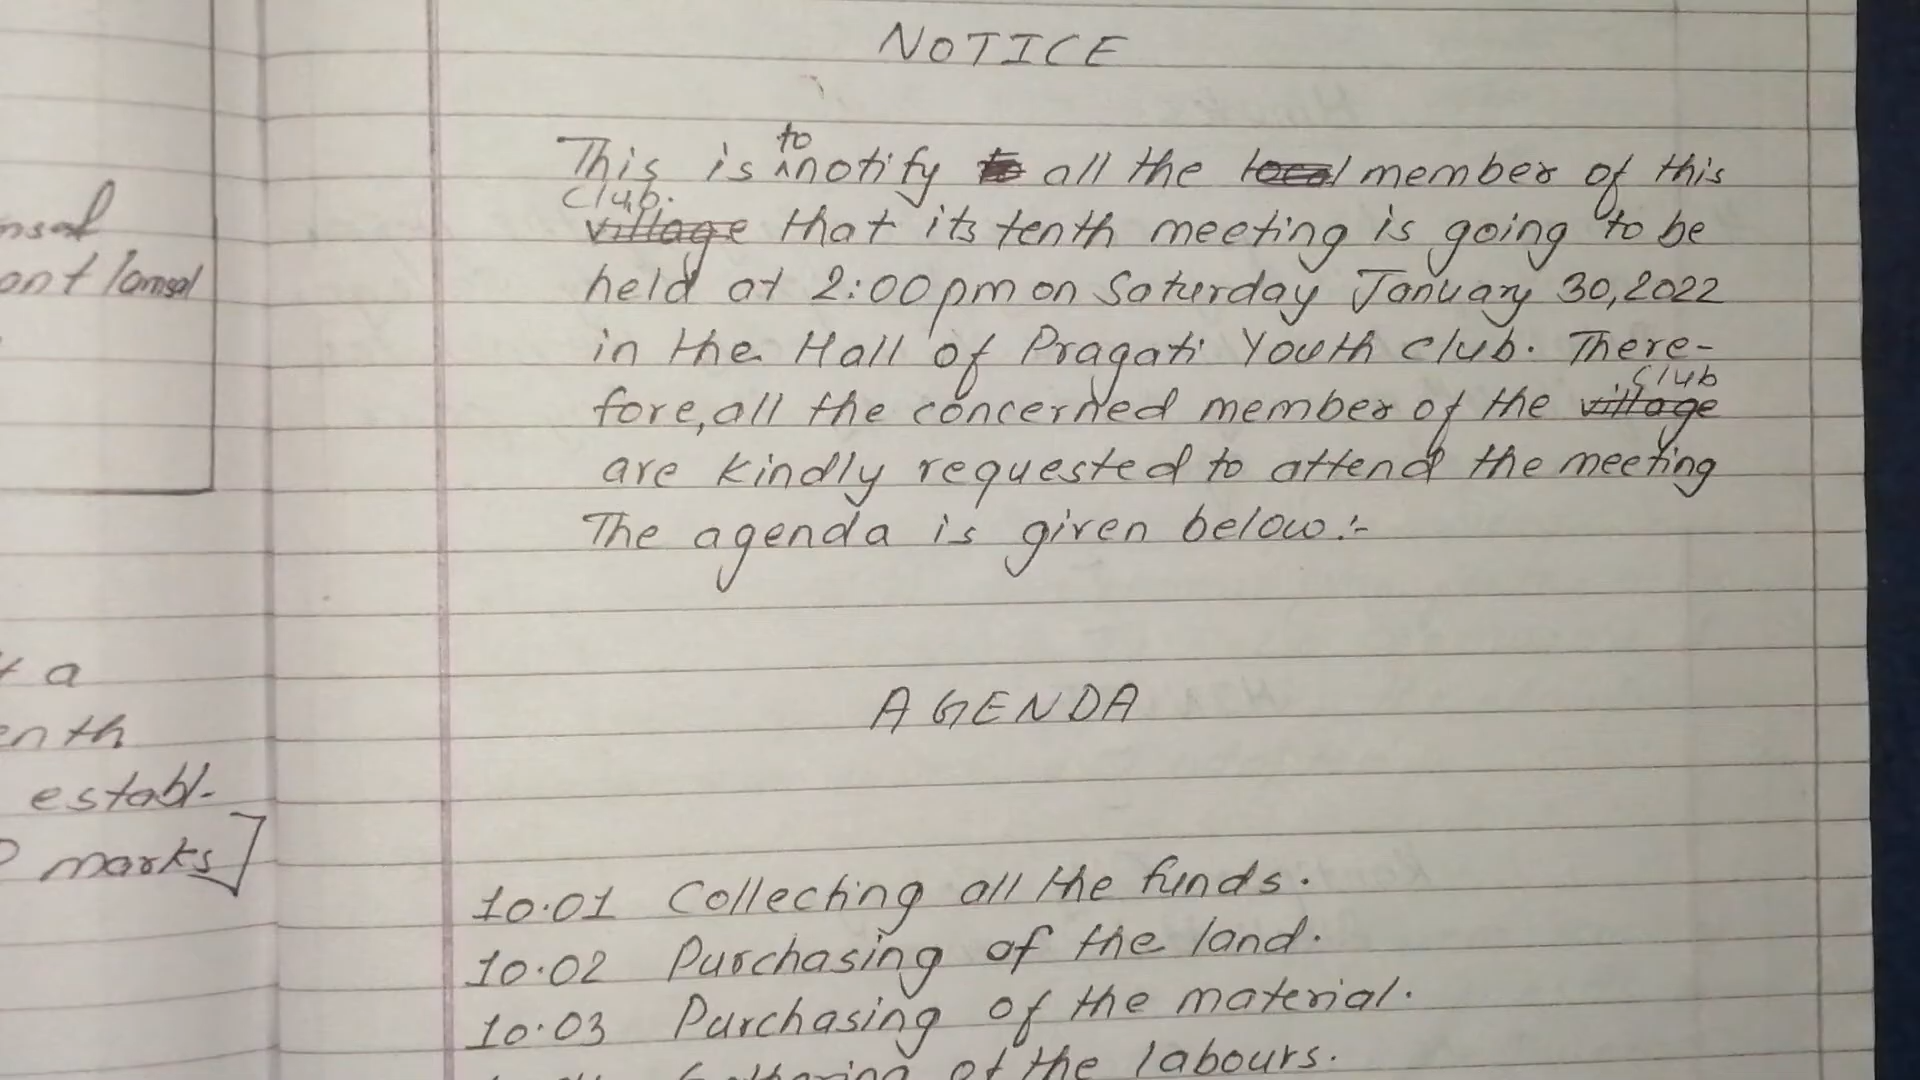 NOTICE
This is to notify all the member of this
club. that its tenth meeting is going to be
held at 2:00pm on Saturday January 30,2022
in the Hall of Pragati Youth Club. There-
fore, all the concerned member of the club
are kindly requested to attend the meeting
The agenda is given below:-
AGENDA
10.01 Collecting all the funds.
10.02 Purchasing of the land.
10.03 Purchasing of the material.
of the labours.
lamsal
a
enth
establ-
marks]